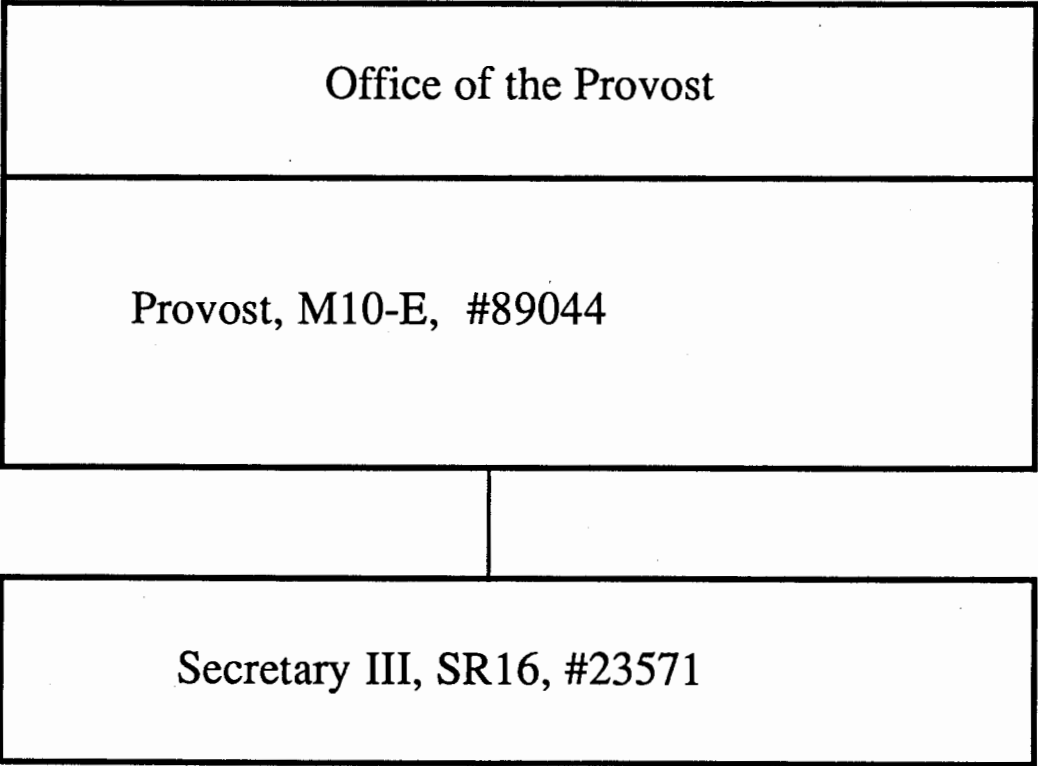 Office of the Provost
Provost, M10-E, #89044
Secretary III, SR16, #23571